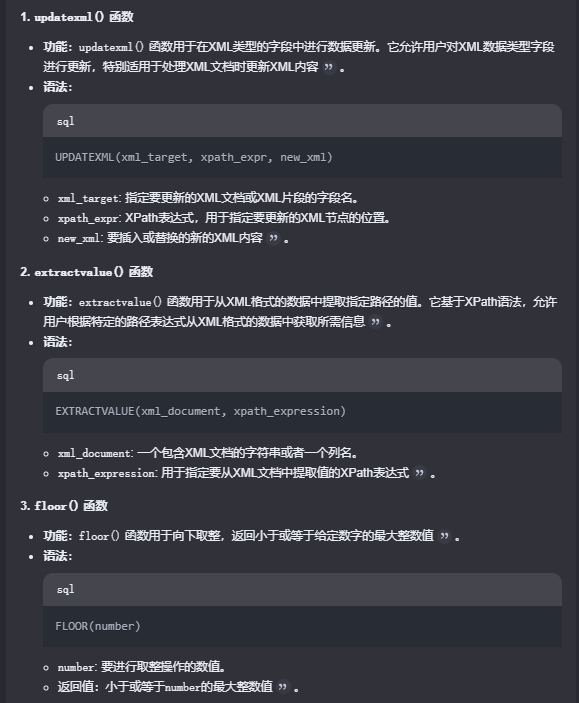 1. updatexml() 函数
• 功能：updatexml() 函数用于在XML类型的字段中进行数据更新。它允许用户对XML数据类型字段
进行更新，特别适用于处理XML文档时更新XML内容 ” 。
• 语法：
sql
UPDATEXML(xml_target, xpath_expr, new_xml)
○ xml_target: 指定要更新的XML文档或XML片段的字段名。
○ xpath_expr: XPath表达式，用于指定要更新的XML节点的位置。
○ new_xml: 要插入或替换的新的XML内容 ” 。
2. extractvalue() 函数
• 功能：extractvalue() 函数用于从XML格式的数据中提取指定路径的值。它基于XPath语法，允许
用户根据特定的路径表达式从XML格式的数据中获取所需信息 ” 。
• 语法：
sql
EXTRACTVALUE(xml_document, xpath_expression)
○ xml_document: 一个包含XML文档的字符串或者一个列名。
○ xpath_expression: 用于指定要从XML文档中提取值的XPath表达式 ” 。
3. floor() 函数
• 功能：floor() 函数用于向下取整，返回小于或等于给定数字的最大整数值 ” 。
• 语法：
sql
FLOOR(number)
○ number: 要进行取整操作的数值。
○ 返回值：小于或等于number的最大整数值 ” 。